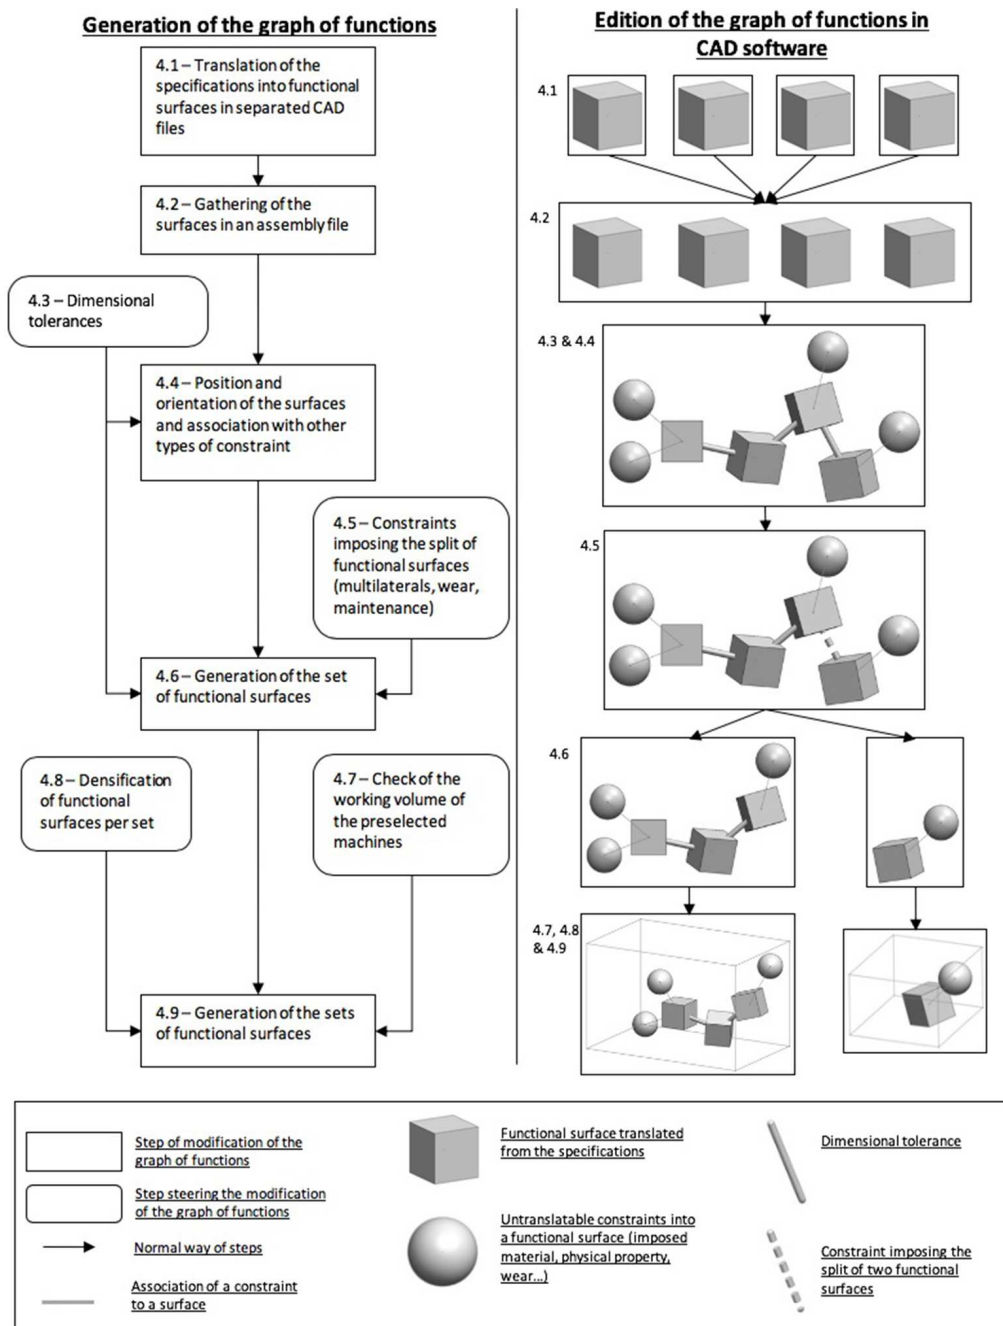 Generation of the graph of functions
4.1 – Translation of the
specifications into functional
surfaces in separated CAD
files
4.2 – Gathering of the
surfaces in an assembly file
4.3 – Dimensional
tolerances
4.4 – Position and
orientation of the surfaces
and association with other
types of constraint
4.5 – Constraints
imposing the split of
functional surfaces
(multilaterals, wear,
maintenance)
4.6 – Generation of the set
of functional surfaces
4.8 – Densification
of functional
surfaces per set
4.7 – Check of the
working volume of
the preselected
machines
4.9 – Generation of the sets
of functional surfaces
Edition of the graph of functions in
CAD software
4.1
4.2
4.3 & 4.4
4.5
4.6
4.7, 4.8
& 4.9
Step of modification of the
graph of functions
Step steering the modification
of the graph of functions
Normal way of steps
Association of a constraint
to a surface
Functional surface translated
from the specifications
Untranslatable constraints into
a functional surface (imposed
material, physical property,
wear...)
Dimensional tolerance
Constraint imposing the
split of two functional
surfaces